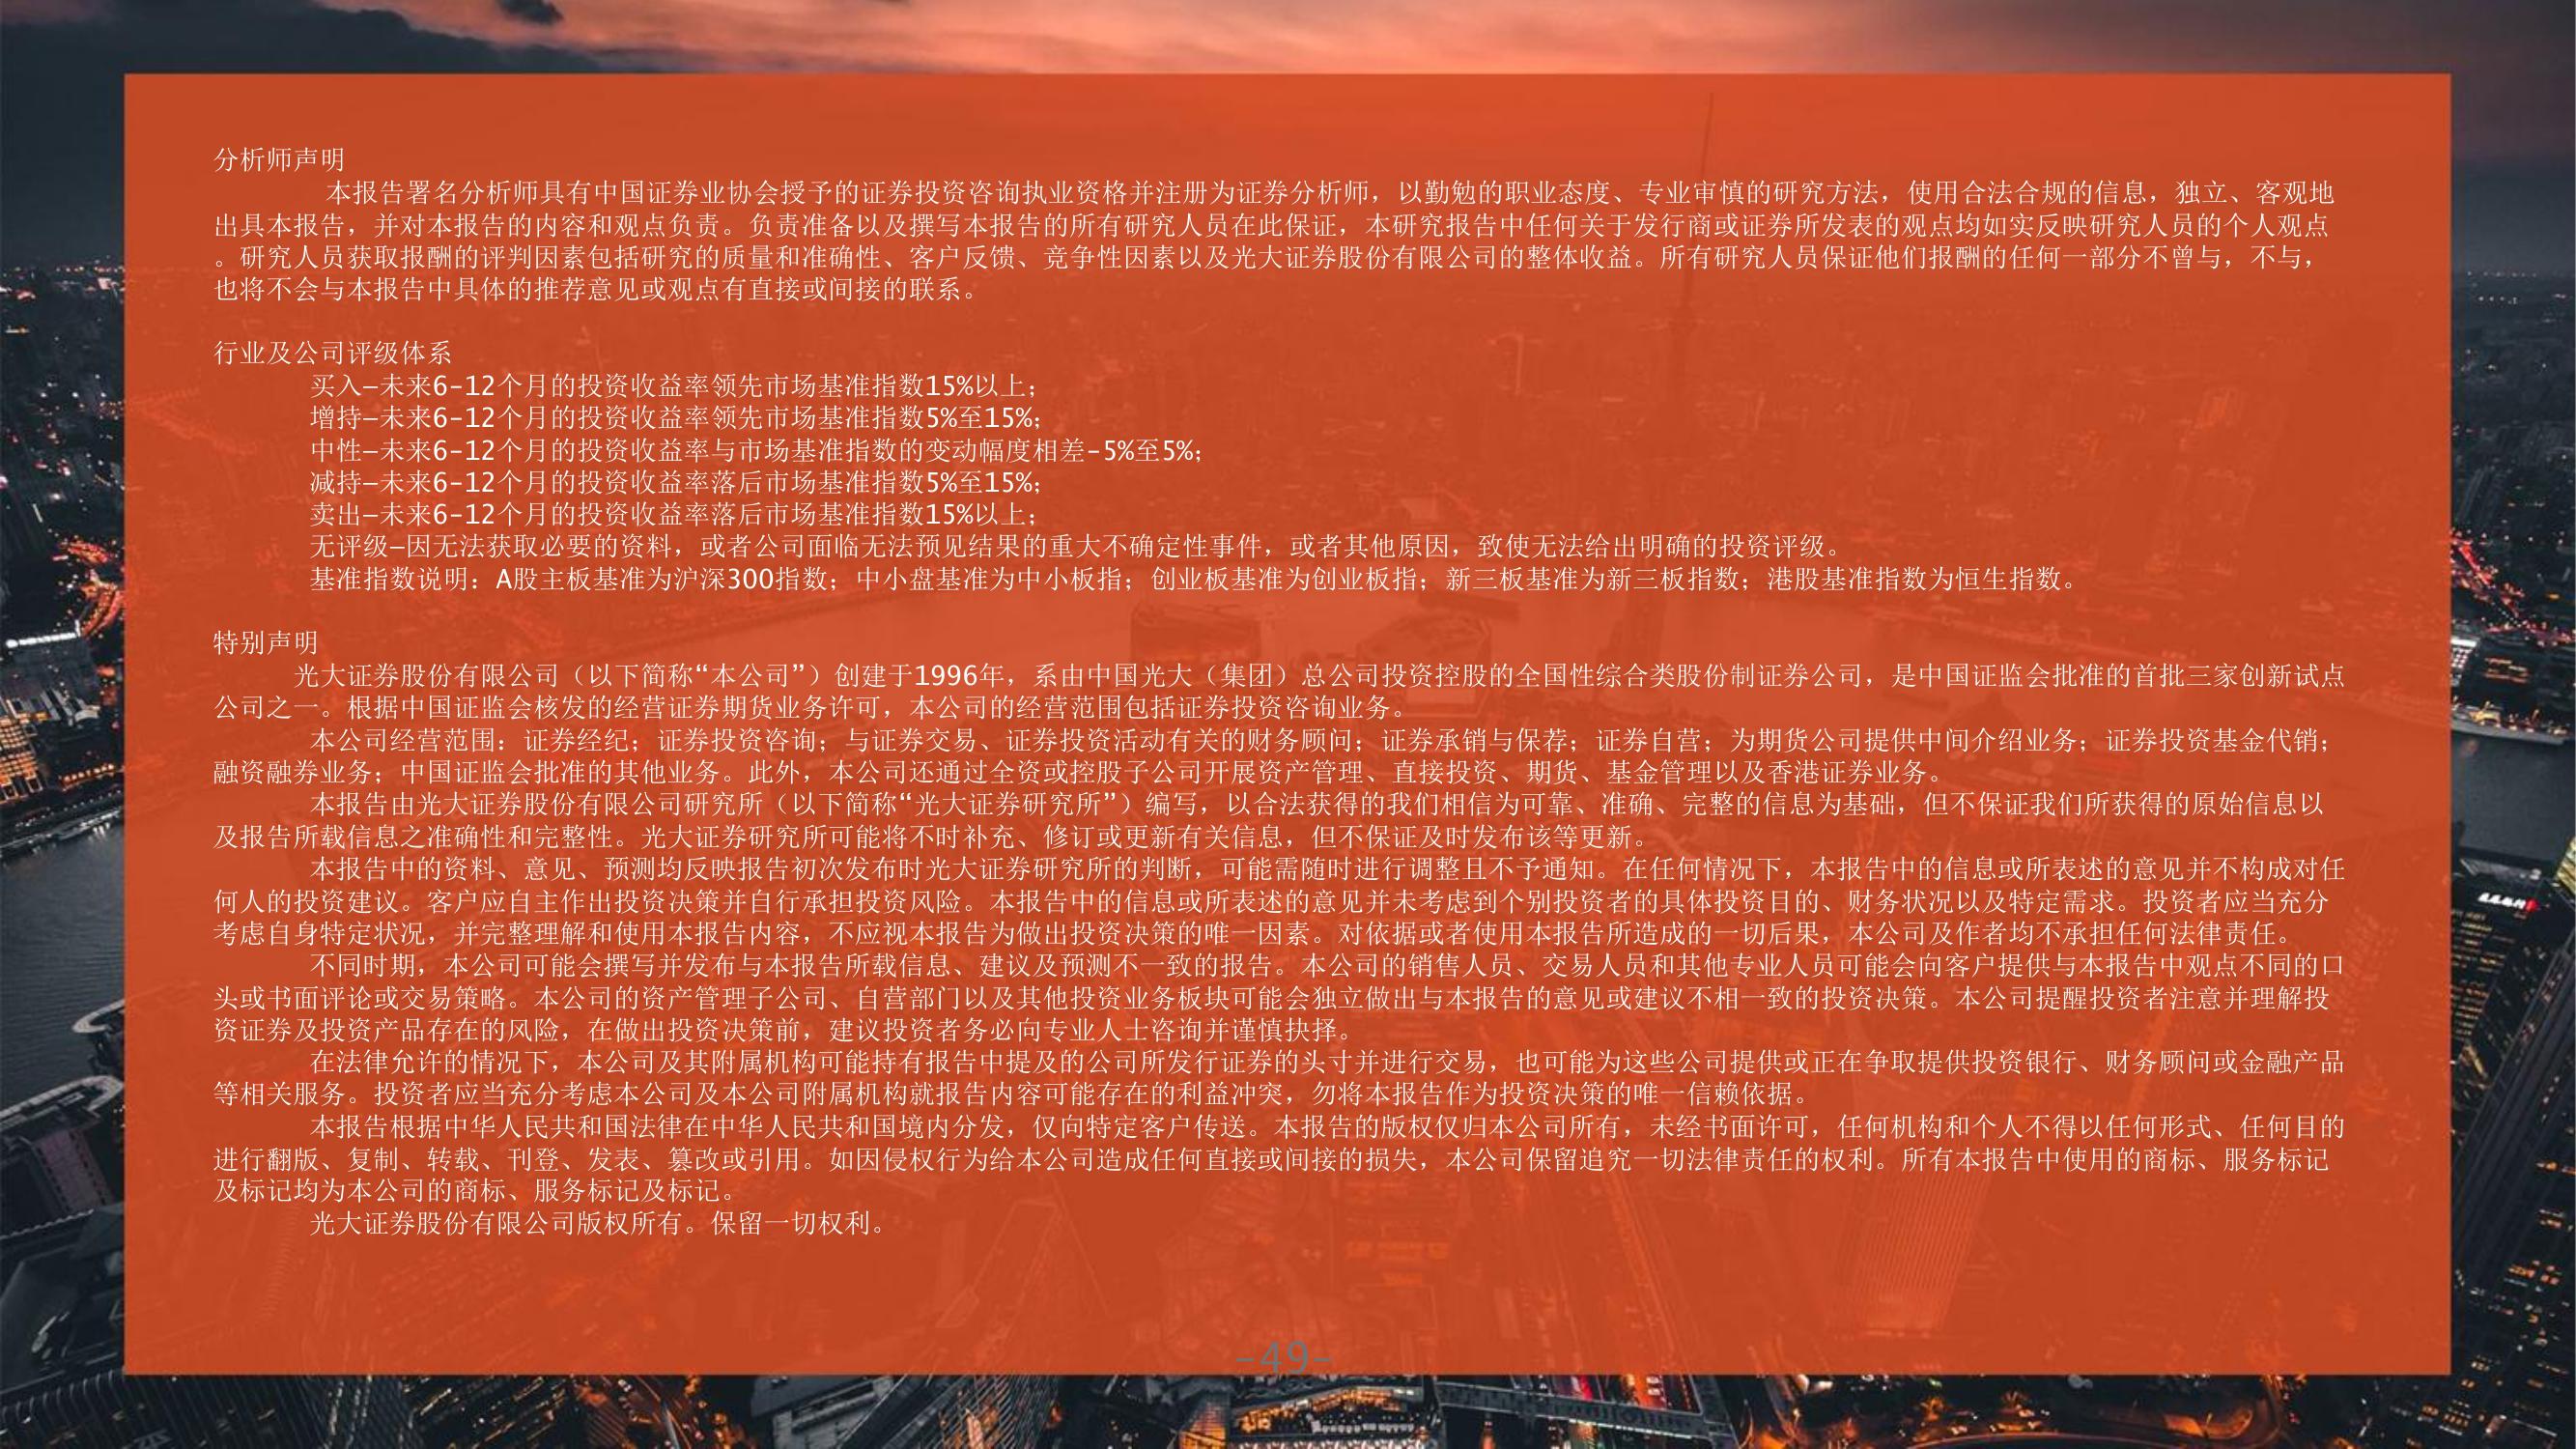 分析师声明
本报告署名分析师具有中国证券业协会授予的证券投资咨询执业资格并注册为证券分析师，以勤勉的职业态度、专业审慎的研究方法，使用合法合规的信息，独立、客观地
出具本报告，并对本报告的内容和观点负责。负责准备以及撰写本报告的所有研究人员在此保证，本研究报告中任何关于发行商或证券所发表的观点均如实反映研究人员的个人观点
。研究人员获取报酬的评判因素包括研究的质量和准确性、客户反馈、竞争性因素以及光大证券股份有限公司的整体收益。所有研究人员保证他们报酬的任何一部分不曾与，不与，
也将不会与本报告中具体的推荐意见或观点有直接或间接的联系。
行业及公司评级体系
买入—未来6-12个月的投资收益率领先市场基准指数15%以上；
增持—未来6-12个月的投资收益率领先市场基准指数5%至15%；
中性—未来6-12个月的投资收益率与市场基准指数的变动幅度相差-5%至5%；
减持—未来6-12个月的投资收益率落后市场基准指数5%至15%；
卖出—未来6-12个月的投资收益率落后市场基准指数15%以上；
无评级—因无法获取必要的资料，或者公司面临无法预见结果的重大不确定性事件，或者其他原因，致使无法给出明确的投资评级。
基准指数说明：A股主板基准为沪深300指数；中小盘基准为中小板指；创业板基准为创业板指；新三板基准为新三板指数；港股基准指数为恒生指数。
特别声明
光大证券股份有限公司（以下简称“本公司”）创建于1996年，系由中国光大（集团）总公司投资控股的全国性综合类股份制证券公司，是中国证监会批准的首批三家创新试点
公司之一。根据中国证监会核发的经营证券期货业务许可，本公司的经营范围包括证券投资咨询业务。
本公司经营范围：证券经纪；证券投资咨询；与证券交易、证券投资活动有关的财务顾问；证券承销与保荐；证券自营；为期货公司提供中间介绍业务；证券投资基金代销；
融资融券业务；中国证监会批准的其他业务。此外，本公司还通过全资或控股子公司开展资产管理、直接投资、期货、基金管理以及香港证券业务。
本报告由光大证券股份有限公司研究所（以下简称“光大证券研究所”）编写，以合法获得的我们相信为可靠、准确、完整的信息为基础，但不保证我们所获得的原始信息以
及报告所载信息之准确性和完整性。光大证券研究所可能将不时补充、修订或更新有关信息，但不保证及时发布该等更新。
本报告中的资料、意见、预测均反映报告初次发布时光大证券研究所的判断，可能需随时进行调整且不予通知。在任何情况下，本报告中的信息或所表述的意见并不构成对任
何人的投资建议。客户应自主作出投资决策并自行承担投资风险。本报告中的信息或所表述的意见并未考虑到个别投资者的具体投资目的、财务状况以及特定需求。投资者应当充分
考虑自身特定状况，并完整理解和使用本报告内容，不应视本报告为做出投资决策的唯一因素。对依据或者使用本报告所造成的一切后果，本公司及作者均不承担任何法律责任。
不同时期，本公司可能会撰写并发布与本报告所载信息、建议及预测不一致的报告。本公司的销售人员、交易人员和其他专业人员可能会向客户提供与本报告中观点不同的口
头或书面评论或交易策略。本公司的资产管理子公司、自营部门以及其他投资业务板块可能会独立做出与本报告的意见或建议不相一致的投资决策。本公司提醒投资者注意并理解投
资证券及投资产品存在的风险，在做出投资决策前，建议投资者务必向专业人士咨询并谨慎抉择。
在法律允许的情况下，本公司及其附属机构可能持有报告中提及的公司所发行证券的头寸并进行交易，也可能为这些公司提供或正在争取提供投资银行、财务顾问或金融产品
等相关服务。投资者应当充分考虑本公司及本公司附属机构就报告内容可能存在的利益冲突，勿将本报告作为投资决策的唯一信赖依据。
本报告根据中华人民共和国法律在中华人民共和国境内分发，仅向特定客户传送。本报告的版权仅归本公司所有，未经书面许可，任何机构和个人不得以任何形式、任何目的
进行翻版、复制、转载、刊登、发表、篡改或引用。如因侵权行为给本公司造成任何直接或间接的损失，本公司保留追究一切法律责任的权利。所有本报告中使用的商标、服务标记
及标记均为本公司的商标、服务标记及标记。
光大证券股份有限公司版权所有。保留一切权利。
-49-